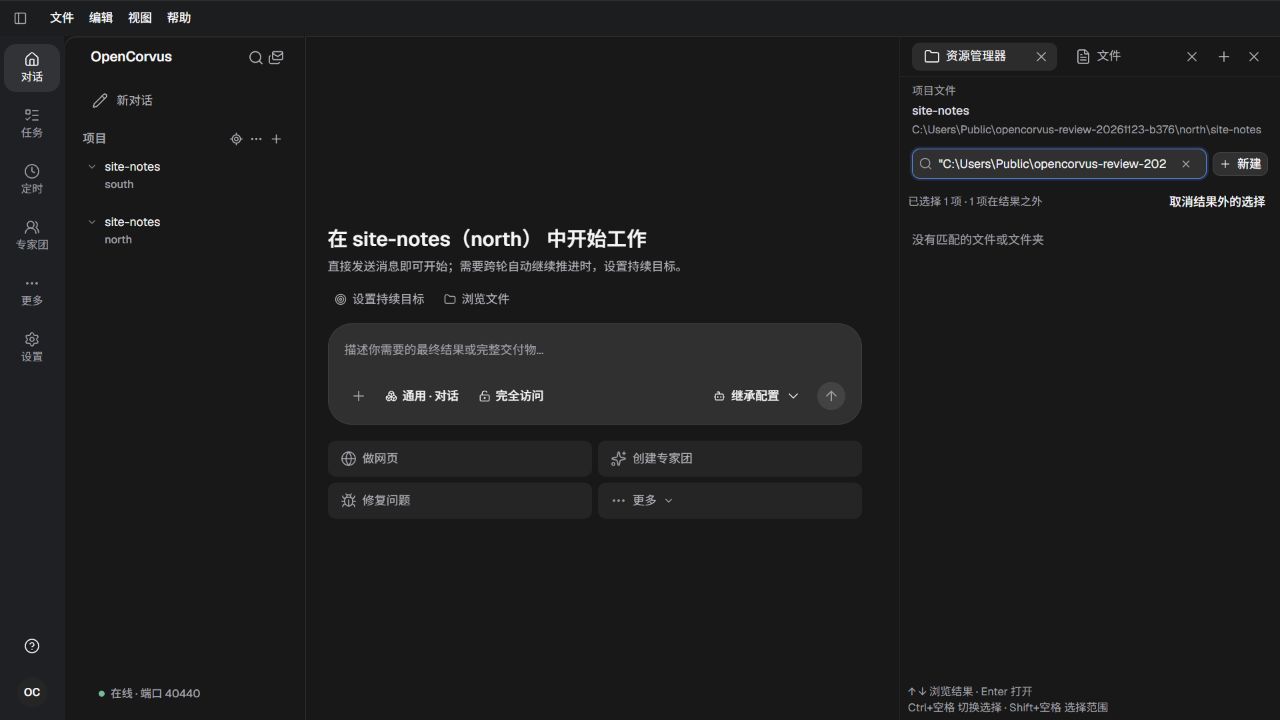 文件 编辑 视图 帮助
对话
任务
定时
专家团
更多
设置
OC
OpenCorvus
新对话
项目
site-notes
south
site-notes
north
在线 · 端口 40440
在 site-notes（north） 中开始工作
直接发送消息即可开始；需要跨轮自动继续推进时，设置持续目标。
设置持续目标 浏览文件
描述你需要的最终结果或完整交付物...
通用 · 对话 完全访问 继承配置
做网页 创建专家团
修复问题 更多
资源管理器 文件
项目文件
site-notes
C:\Users\Public\opencorvus-review-20261123-b376\north\site-notes
"C:\Users\Public\opencorvus-review-202 新建
已选择 1 项 · 1 项在结果之外 取消结果外的选择
没有匹配的文件或文件夹
↑↓ 浏览结果 · Enter 打开
Ctrl+空格 切换选择 · Shift+空格 选择范围